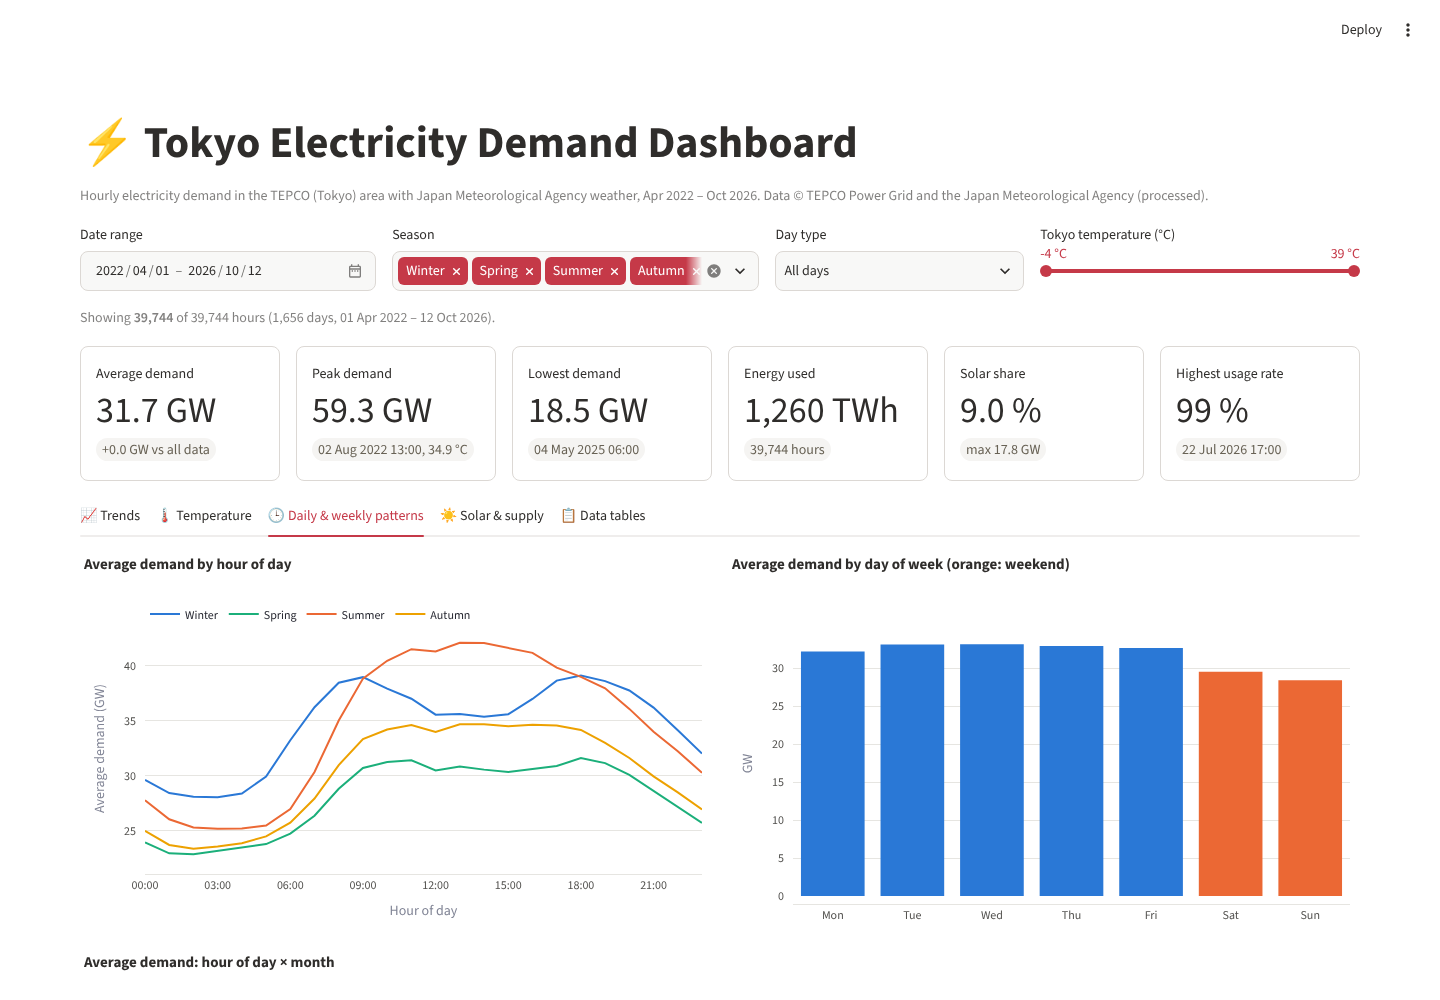 Deploy
⚡ Tokyo Electricity Demand Dashboard
Hourly electricity demand in the TEPCO (Tokyo) area with Japan Meteorological Agency weather, Apr 2022 – Oct 2026. Data © TEPCO Power Grid and the Japan Meteorological Agency (processed).
Date range
2022 / 04 / 01 – 2026 / 10 / 12
Season
Winter Spring Summer Autumn
Day type
All days
Tokyo temperature (°C)
-4 °C 39 °C
Showing 39,744 of 39,744 hours (1,656 days, 01 Apr 2022 – 12 Oct 2026).
Average demand
31.7 GW
+0.0 GW vs all data
Peak demand
59.3 GW
02 Aug 2022 13:00, 34.9 °C
Lowest demand
18.5 GW
04 May 2025 06:00
Energy used
1,260 TWh
39,744 hours
Solar share
9.0 %
max 17.8 GW
Highest usage rate
99 %
22 Jul 2026 17:00
📈 Trends 🌡️ Temperature 🕒 Daily & weekly patterns ☀️ Solar & supply 📋 Data tables
Average demand by hour of day
Winter Spring Summer Autumn
Average demand (GW)
40
35
30
25
00:00 03:00 06:00 09:00 12:00 15:00 18:00 21:00
Hour of day
Average demand by day of week (orange: weekend)
GW
30
25
20
15
10
5
0
Mon Tue Wed Thu Fri Sat Sun
Average demand: hour of day × month